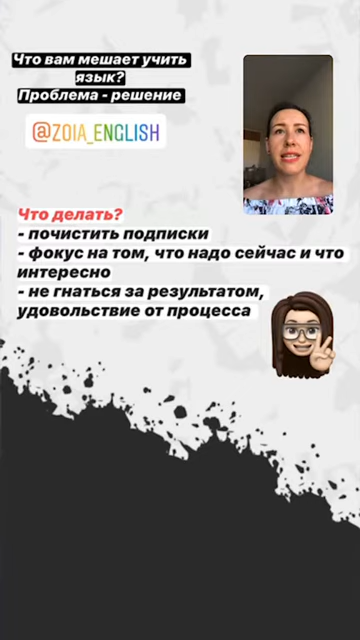 Что вам мешает учить
язык?
Проблема - решение
@ZOIA_ENGLISH
Что делать?
- почистить подписки
- фокус на том, что надо сейчас и что
интересно
- не гнаться за результатом,
удовольствие от процесса